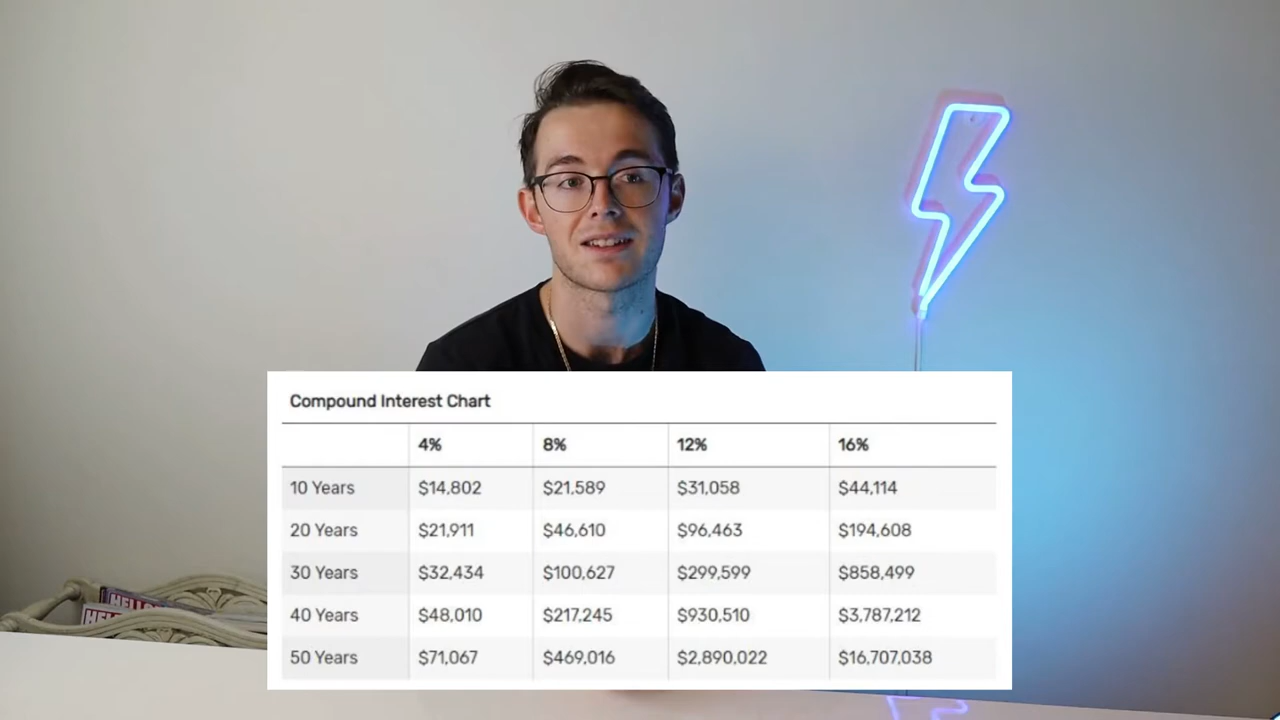 Compound Interest Chart
4% 8% 12% 16%
10 Years $14,802 $21,589 $31,058 $44,114
20 Years $21,911 $46,610 $96,463 $194,608
30 Years $32,434 $100,627 $299,599 $858,499
40 Years $48,010 $217,245 $930,510 $3,787,212
50 Years $71,067 $469,016 $2,890,022 $16,707,038